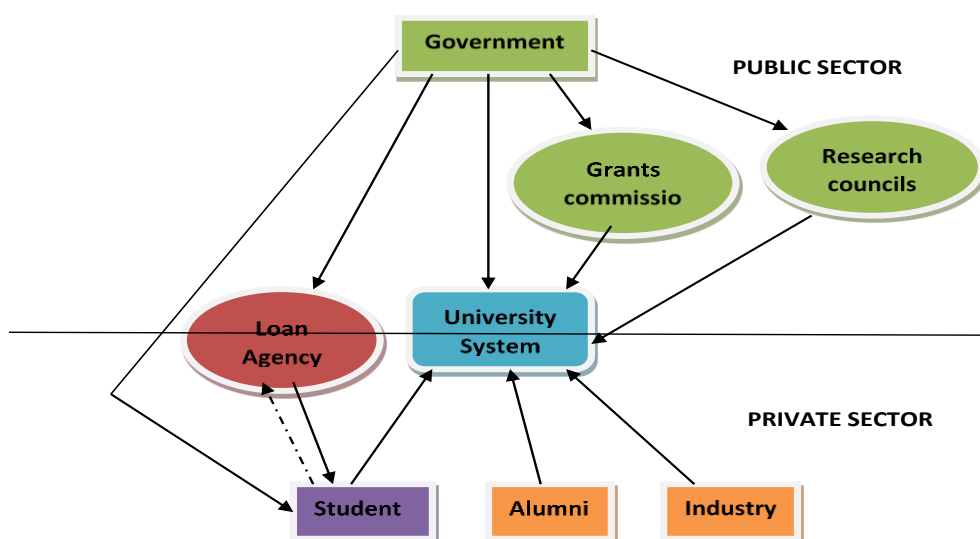 Government
PUBLIC SECTOR
Research
councils
Grants
commissio
University
System
Loan
Agency
PRIVATE SECTOR
Student
Alumni
Industry